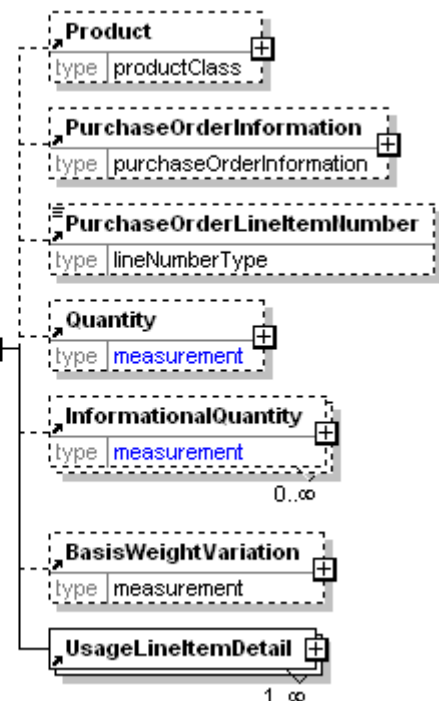 Product
type productClass
PurchaseOrderInformation
type purchaseOrderInformation
PurchaseOrderLineItemNumber
type lineNumberType
Quantity
type measurement
InformationalQuantity
type measurement
0..∞
BasisWeightVariation
type measurement
UsageLineItemDetail
1..∞